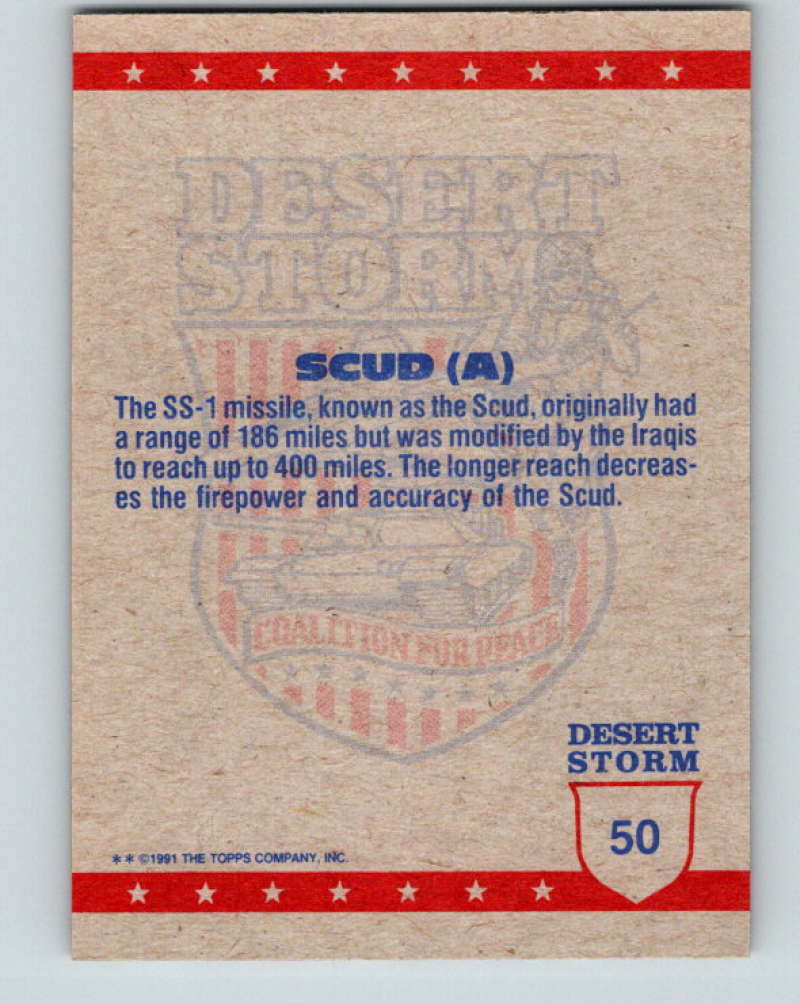 DESERT
STORM
SCUD (A)
The SS-1 missile, known as the Scud, originally had
a range of 186 miles but was modified by the Iraqis
to reach up to 400 miles. The longer reach decreas-
es the firepower and accuracy of the Scud.
COALITION FOR PEACE
DESERT
STORM
50
** ©1991 THE TOPPS COMPANY, INC.